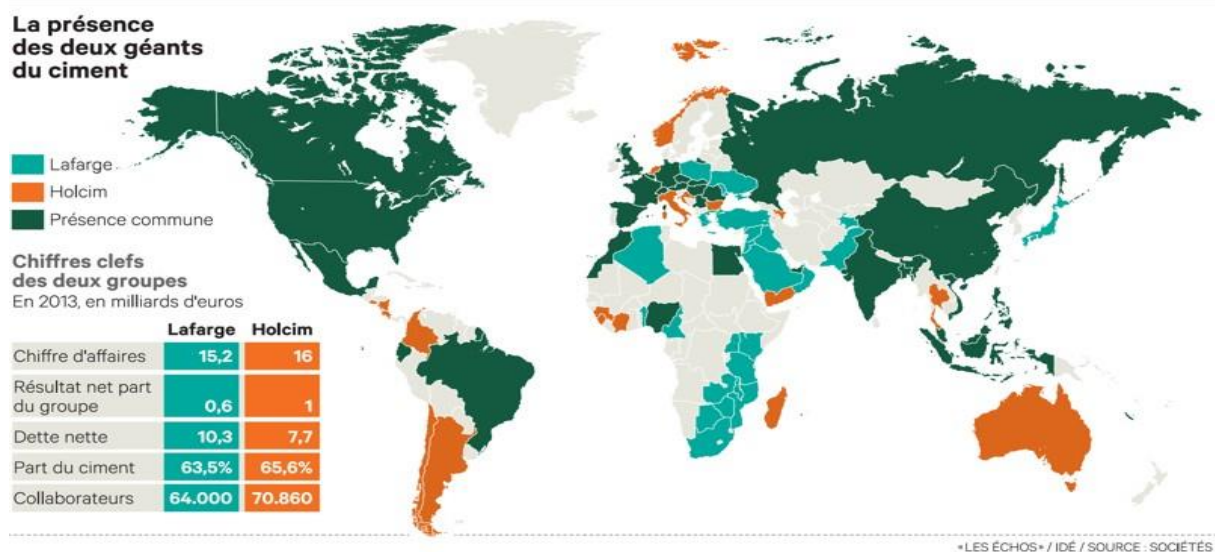 La présence
des deux géants
du ciment
Lafarge
Holcim
Présence commune
Chiffres clefs
des deux groupes
En 2013, en milliards d'euros
Lafarge Holcim
Chiffre d'affaires 15,2 16
Résultat net part
du groupe 0,6 1
Dette nette 10,3 7,7
Part du ciment 63,5% 65,6%
Collaborateurs 64.000 70.860
«LES ÉCHOS» / IDÉ / SOURCE : SOCIÉTÉS